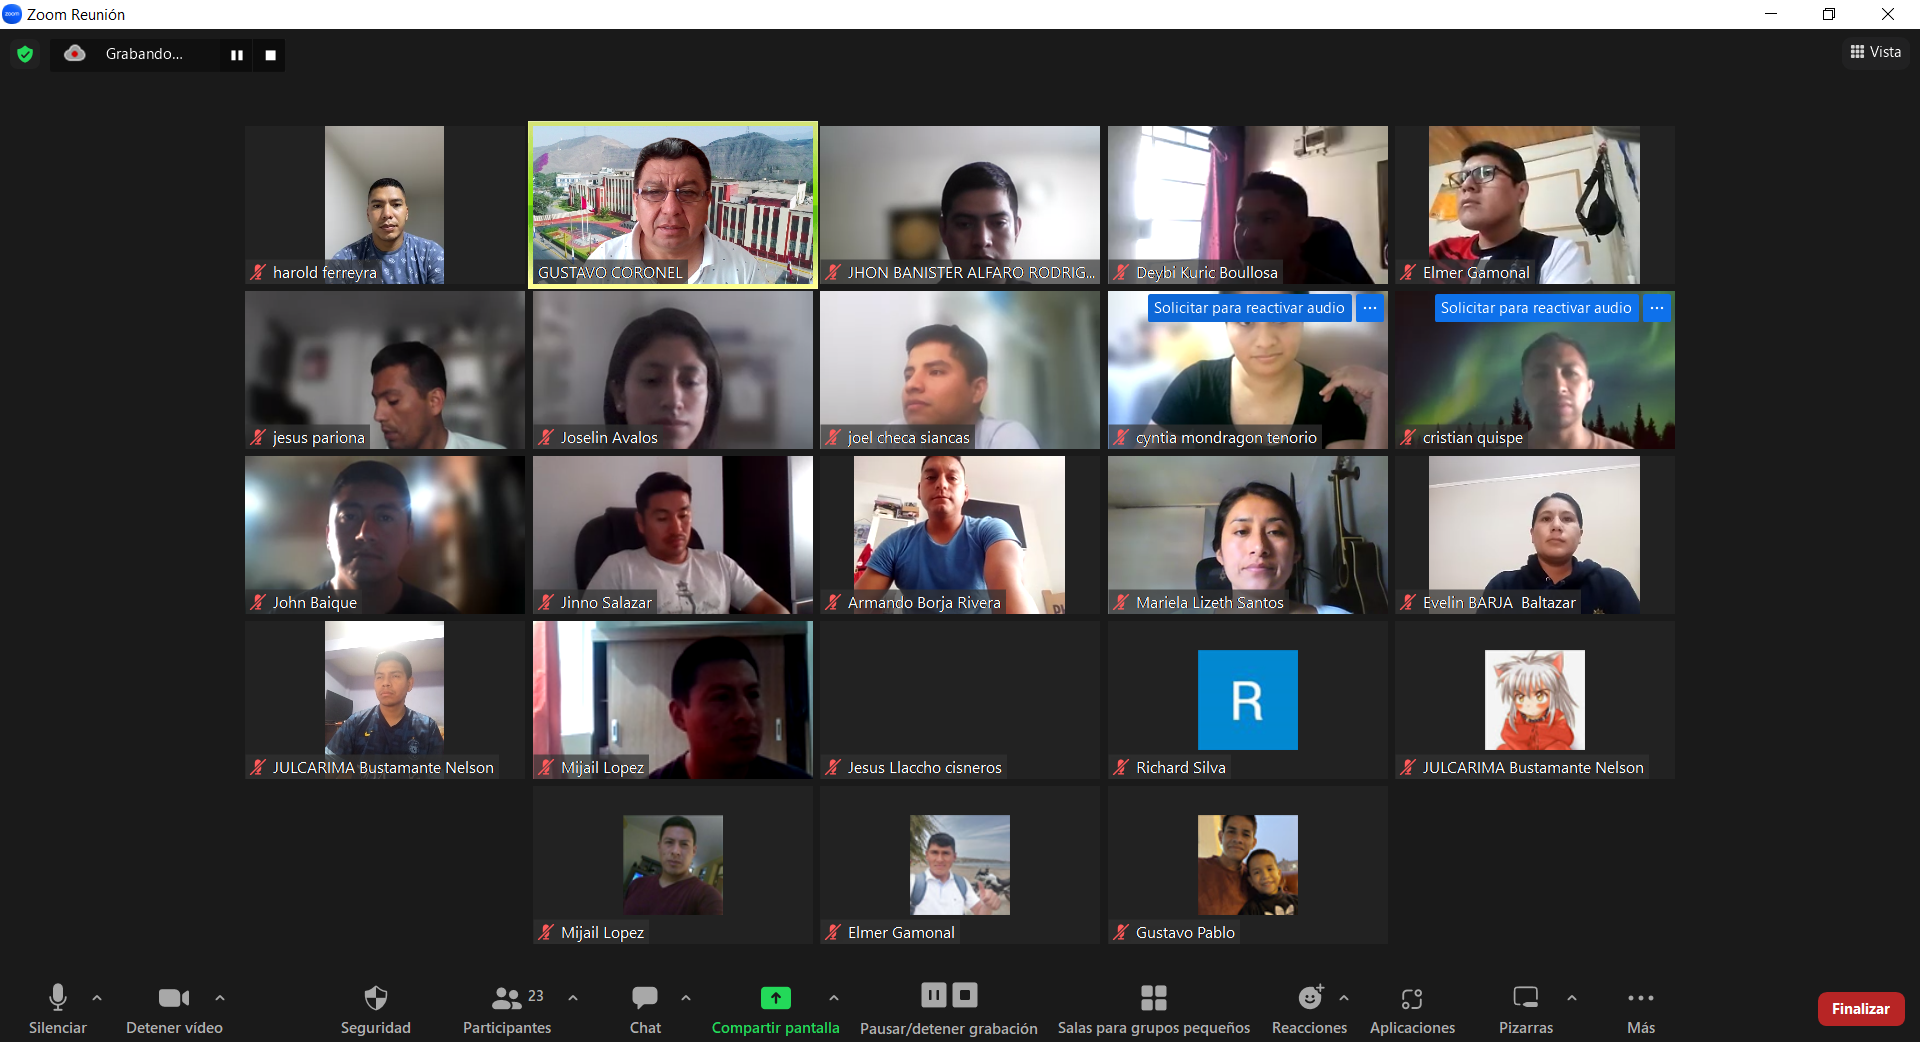 Zoom Reunión
Grabando...
Vista
harold ferreyra
GUSTAVO CORONEL
JHON BANISTER ALFARO RODRIG...
Deybi Kuric Boullosa
Elmer Gamonal
Solicitar para reactivar audio ...
Solicitar para reactivar audio ...
jesus pariona
Joselin Avalos
joel checa siancas
cyntia mondragon tenorio
cristian quispe
John Baique
Jinno Salazar
Armando Borja Rivera
Mariela Lizeth Santos
Evelin BARJA Baltazar
R
JULCARIMA Bustamante Nelson
Mijail Lopez
Jesus Llaccho cisneros
Richard Silva
JULCARIMA Bustamante Nelson
Mijail Lopez
Elmer Gamonal
Gustavo Pablo
23
Silenciar
Detener vídeo
Seguridad
Participantes
Chat
Compartir pantalla
Pausar/detener grabación
Salas para grupos pequeños
Reacciones
Aplicaciones
Pizarras
Más
Finalizar